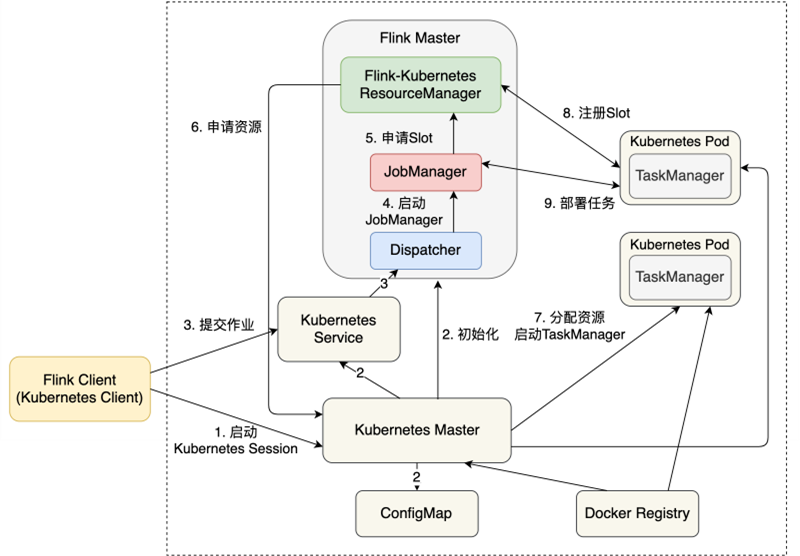 Flink Master
Flink-Kubernetes
ResourceManager
6. 申请资源
5. 申请Slot
8. 注册Slot
Kubernetes Pod
TaskManager
JobManager
4. 启动
JobManager
9. 部署任务
Dispatcher
Kubernetes Pod
TaskManager
3
Kubernetes
Service
3. 提交作业
2. 初始化
7. 分配资源
启动TaskManager
2
Flink Client
(Kubernetes Client)
1. 启动
Kubernetes Session
Kubernetes Master
2
ConfigMap
Docker Registry